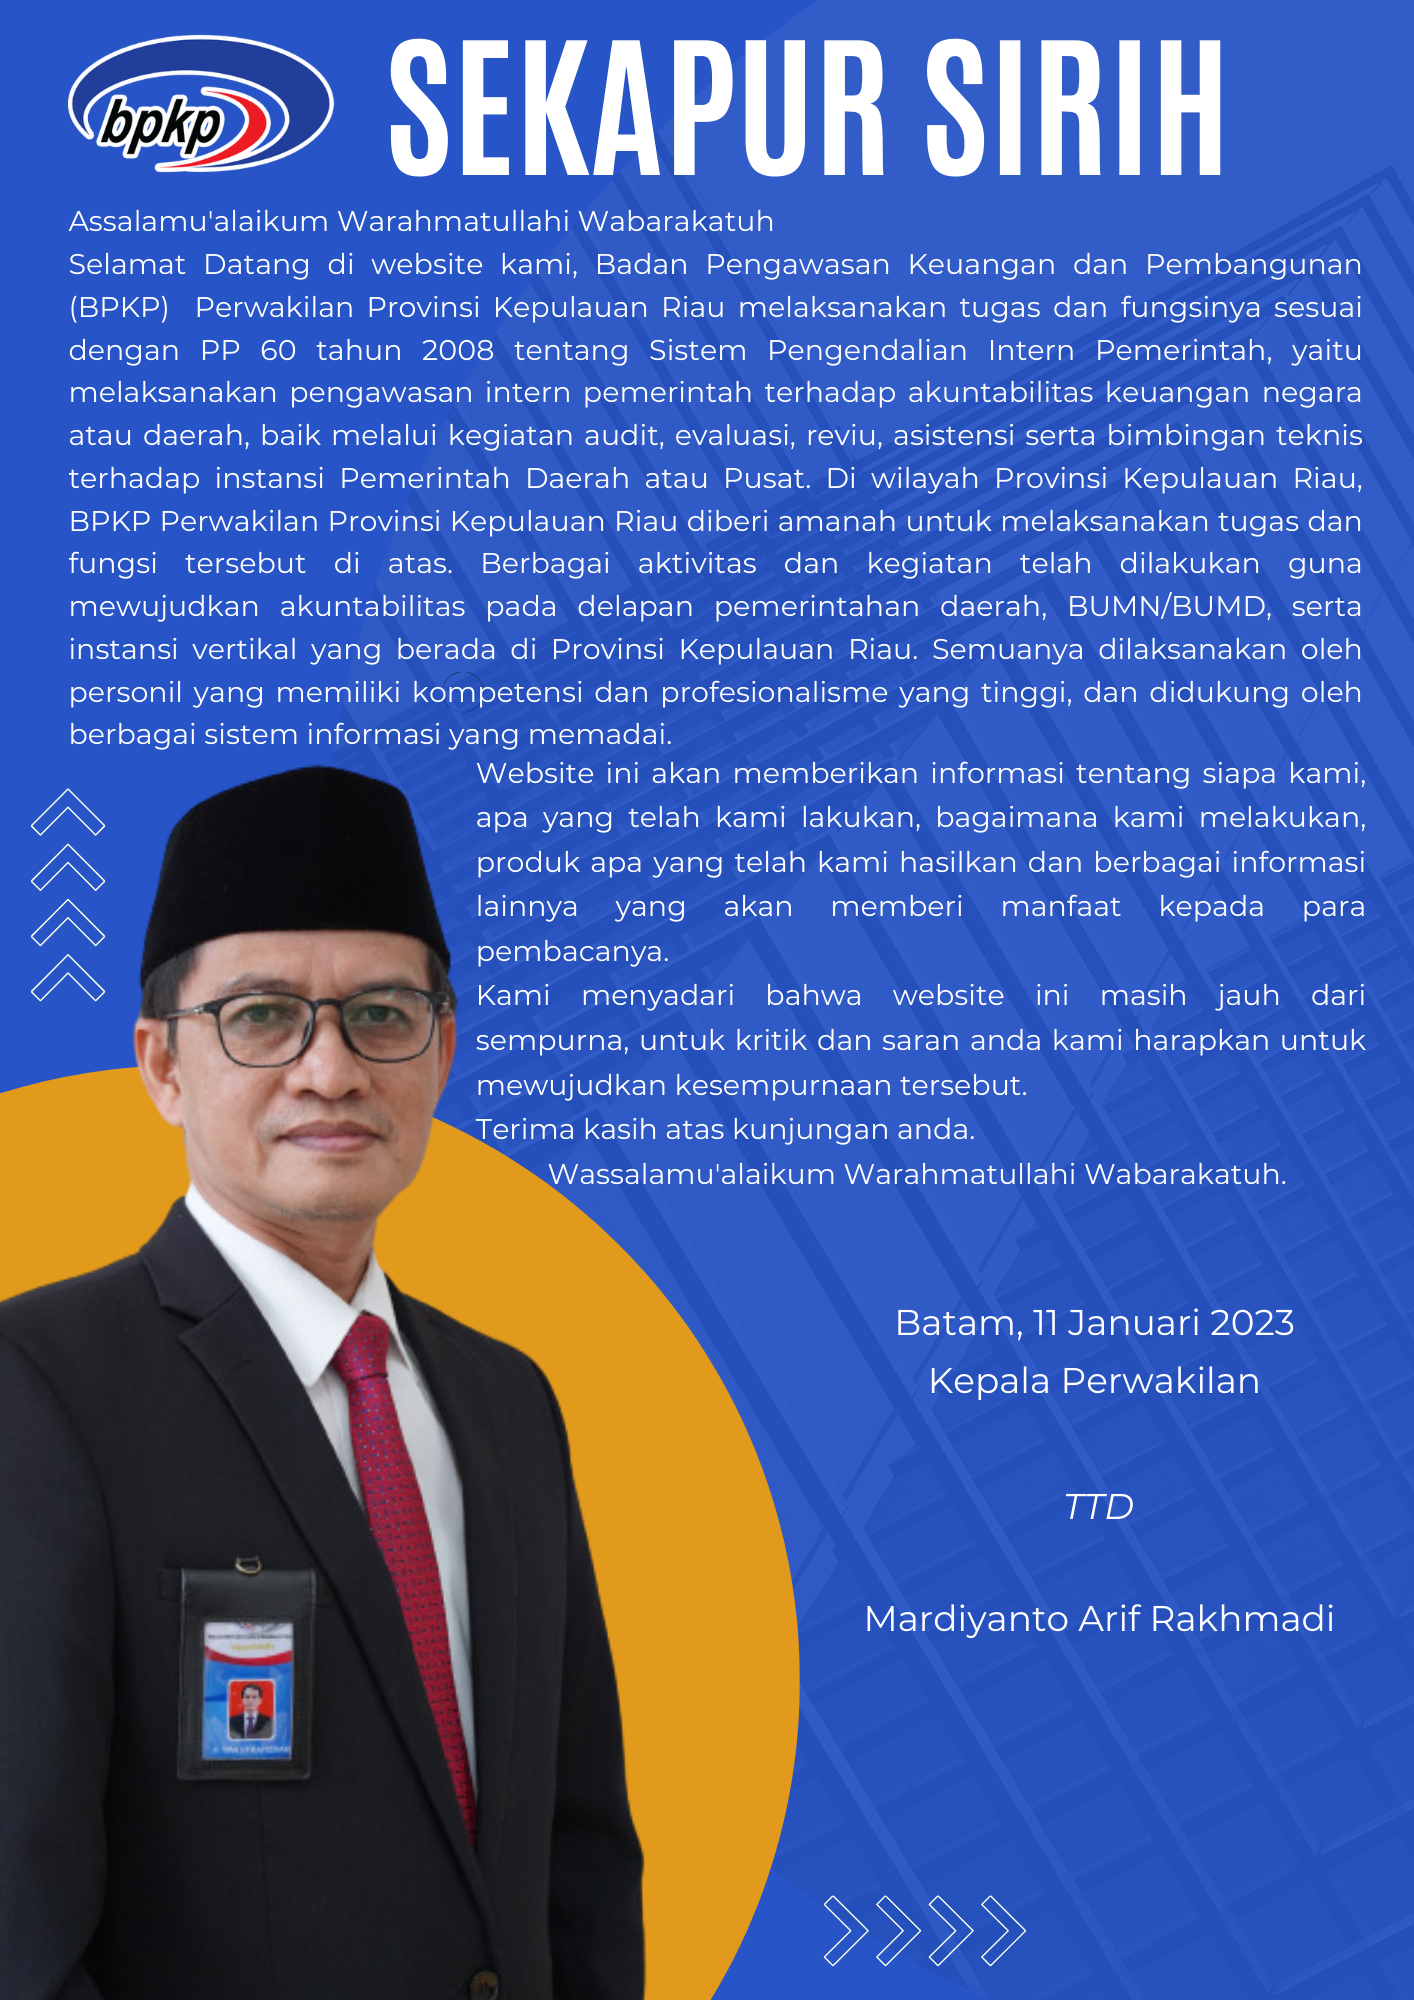 bpkp
SEKAPUR SIRIH
Assalamu'alaikum Warahmatullahi Wabarakatuh
Selamat Datang di website kami, Badan Pengawasan Keuangan dan Pembangunan
(BPKP) Perwakilan Provinsi Kepulauan Riau melaksanakan tugas dan fungsinya sesuai
dengan PP 60 tahun 2008 tentang Sistem Pengendalian Intern Pemerintah, yaitu
melaksanakan pengawasan intern pemerintah terhadap akuntabilitas keuangan negara
atau daerah, baik melalui kegiatan audit, evaluasi, reviu, asistensi serta bimbingan teknis
terhadap instansi Pemerintah Daerah atau Pusat. Di wilayah Provinsi Kepulauan Riau,
BPKP Perwakilan Provinsi Kepulauan Riau diberi amanah untuk melaksanakan tugas dan
fungsi tersebut di atas. Berbagai aktivitas dan kegiatan telah dilakukan guna
mewujudkan akuntabilitas pada delapan pemerintahan daerah, BUMN/BUMD, serta
instansi vertikal yang berada di Provinsi Kepulauan Riau. Semuanya dilaksanakan oleh
personil yang memiliki kompetensi dan profesionalisme yang tinggi, dan didukung oleh
berbagai sistem informasi yang memadai.
Website ini akan memberikan informasi tentang siapa kami,
apa yang telah kami lakukan, bagaimana kami melakukan,
produk apa yang telah kami hasilkan dan berbagai informasi
lainnya yang akan memberi manfaat kepada para
pembacanya.
Kami menyadari bahwa website ini masih jauh dari
sempurna, untuk kritik dan saran anda kami harapkan untuk
mewujudkan kesempurnaan tersebut.
Terima kasih atas kunjungan anda.
Wassalamu'alaikum Warahmatullahi Wabarakatuh.
Batam, 11 Januari 2023
Kepala Perwakilan
TTD
Mardiyanto Arif Rakhmadi